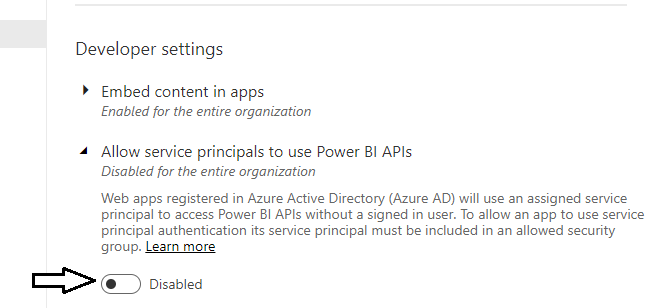 Developer settings
Embed content in apps
Enabled for the entire organization
Allow service principals to use Power BI APIs
Disabled for the entire organization
Web apps registered in Azure Active Directory (Azure AD) will use an assigned service
principal to access Power BI APIs without a signed in user. To allow an app to use service
principal authentication its service principal must be included in an allowed security
group. Learn more
Disabled